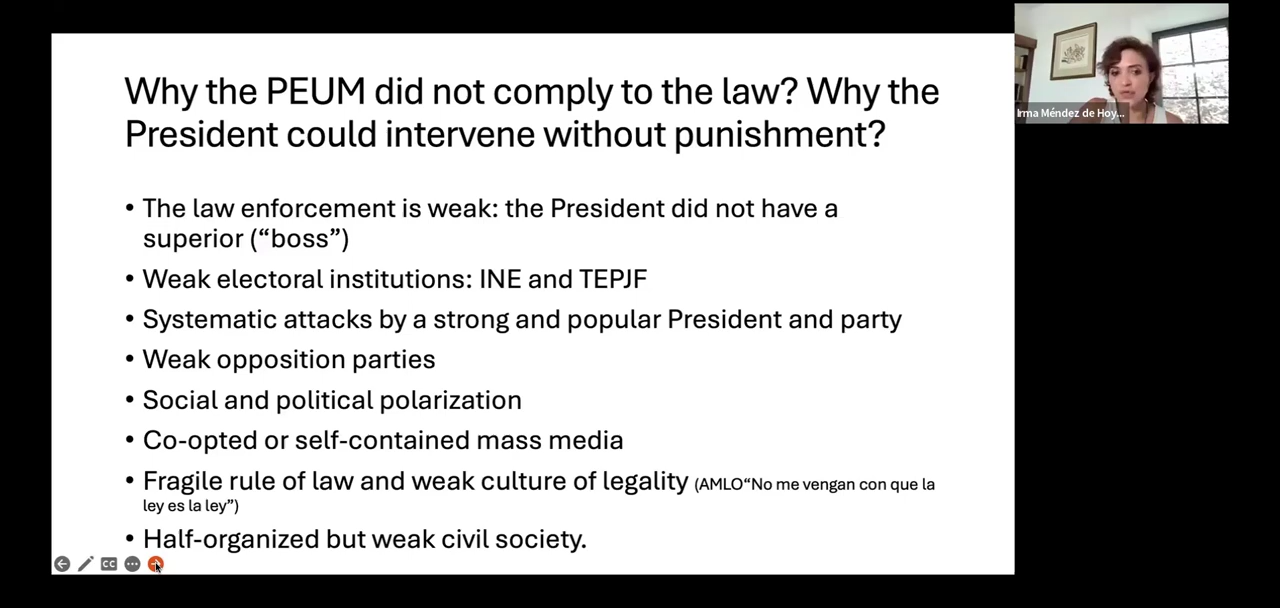 Why the PEUM did not comply to the law? Why the
President could intervene without punishment?
• The law enforcement is weak: the President did not have a
superior (“boss”)
• Weak electoral institutions: INE and TEPJF
• Systematic attacks by a strong and popular President and party
• Weak opposition parties
• Social and political polarization
• Co-opted or self-contained mass media
• Fragile rule of law and weak culture of legality (AMLO“No me vengan con que la
ley es la ley”)
• Half-organized but weak civil society.
CC
Irma Méndez de Hoy...